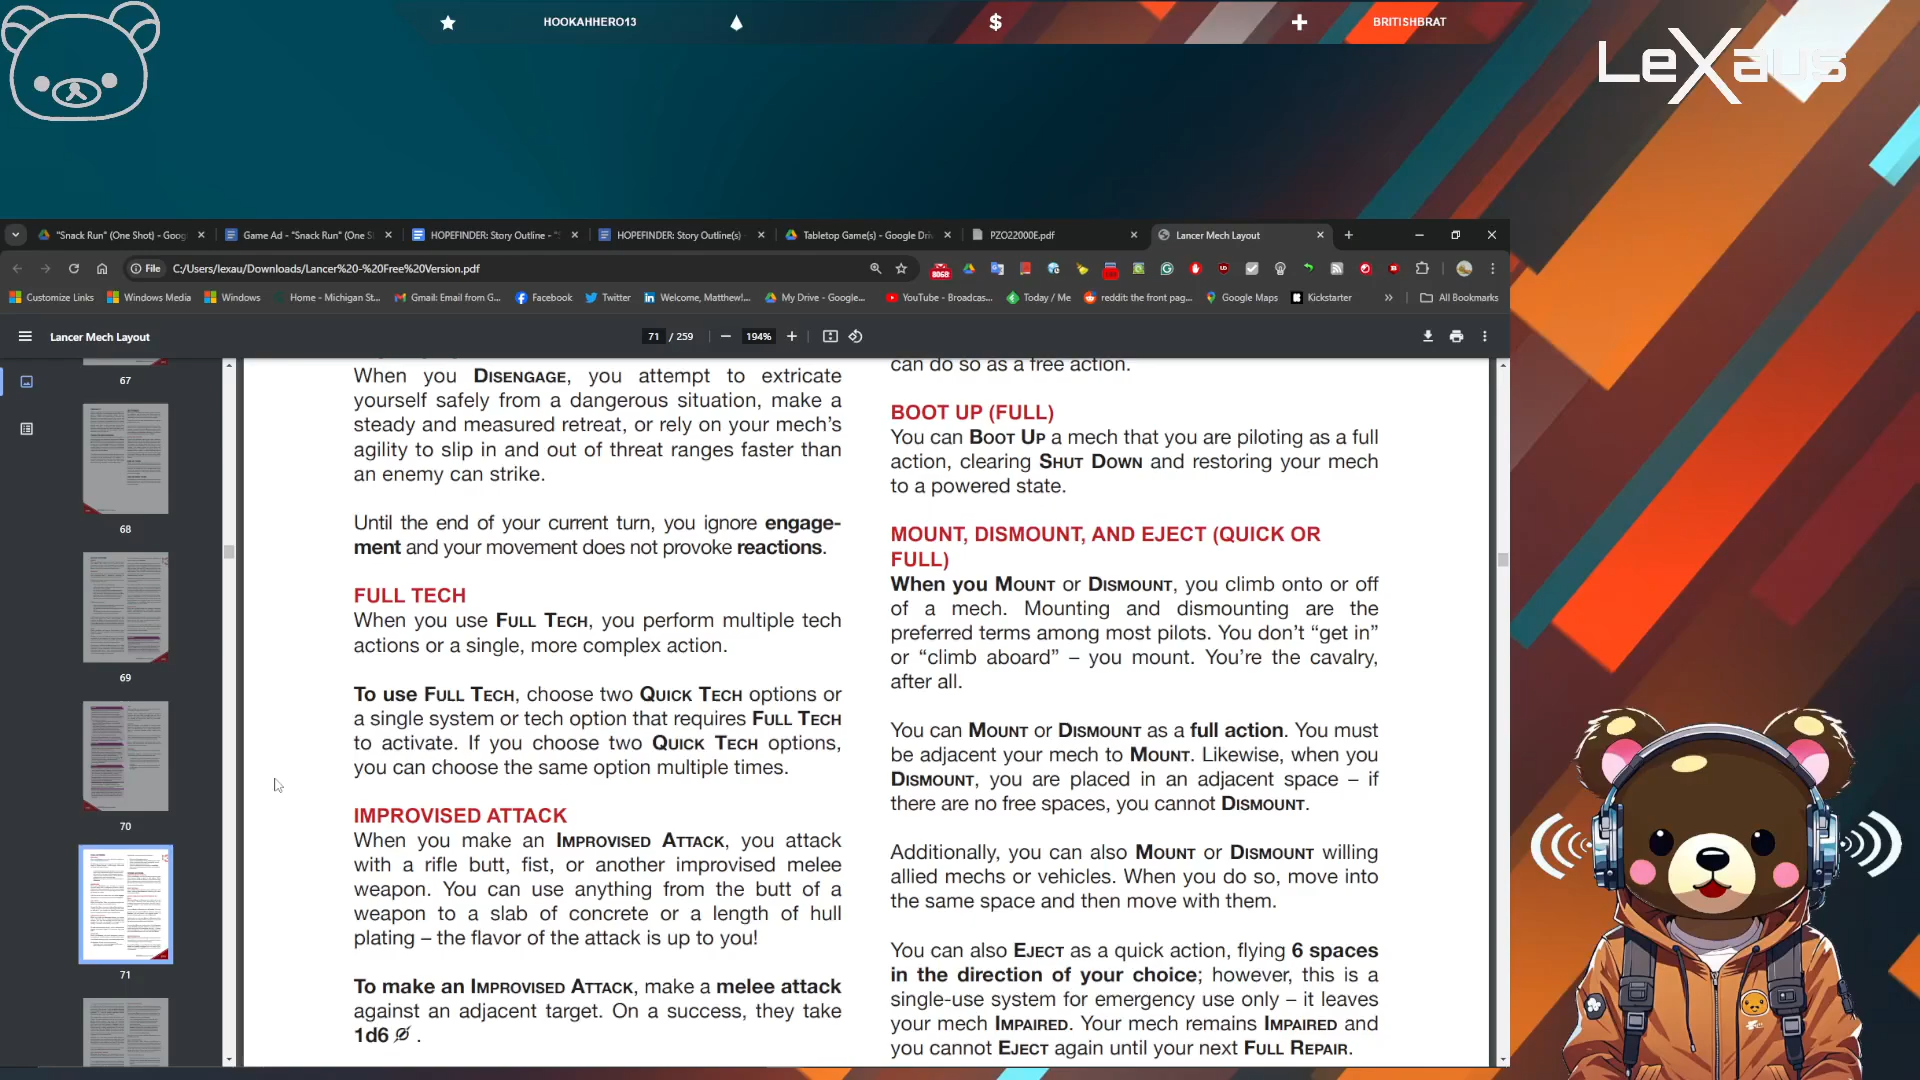 HOOKAHHERO13
$
BRITISHBRAT
LeXaus
"Snack Run" (One Shot) - Goog
Game Ad - "Snack Run" (One S
HOPEFINDER: Story Outline - "S
HOPEFINDER: Story Outline(s) -
Tabletop Game(s) - Google Driv
PZO22000E.pdf
Lancer Mech Layout
File
C:/Users/lexau/Downloads/Lancer%20-%20Free%20Version.pdf
8068
Customize Links
Windows Media
Windows
Home - Michigan St...
Gmail: Email from G...
Facebook
Twitter
Welcome, Matthew!...
My Drive - Google...
YouTube - Broadcas...
Today / Me
reddit: the front pag...
Google Maps
Kickstarter
»
All Bookmarks
Lancer Mech Layout
71 / 259
194%
67
68
69
70
71
When you DISENGAGE, you attempt to extricate
yourself safely from a dangerous situation, make a
steady and measured retreat, or rely on your mech's
agility to slip in and out of threat ranges faster than
an enemy can strike.
Until the end of your current turn, you ignore engage-
ment and your movement does not provoke reactions.
FULL TECH
When you use FULL TECH, you perform multiple tech
actions or a single, more complex action.
To use FULL TECH, choose two QUICK TECH options or
a single system or tech option that requires FULL TECH
to activate. If you choose two QUICK TECH options,
you can choose the same option multiple times.
IMPROVISED ATTACK
When you make an IMPROVISED ATTACK, you attack
with a rifle butt, fist, or another improvised melee
weapon. You can use anything from the butt of a
weapon to a slab of concrete or a length of hull
plating – the flavor of the attack is up to you!
To make an IMPROVISED ATTACK, make a melee attack
against an adjacent target. On a success, they take
1d6 .
can do so as a free action.
BOOT UP (FULL)
You can BOOT UP a mech that you are piloting as a full
action, clearing SHUT DOWN and restoring your mech
to a powered state.
MOUNT, DISMOUNT, AND EJECT (QUICK OR
FULL)
When you MOUNT or DISMOUNT, you climb onto or off
of a mech. Mounting and dismounting are the
preferred terms among most pilots. You don't "get in"
or "climb aboard" – you mount. You're the cavalry,
after all.
You can MOUNT or DISMOUNT as a full action. You must
be adjacent your mech to MOUNT. Likewise, when you
DISMOUNT, you are placed in an adjacent space – if
there are no free spaces, you cannot DISMOUNT.
Additionally, you can also MOUNT or DISMOUNT willing
allied mechs or vehicles. When you do so, move into
the same space and then move with them.
You can also EJECT as a quick action, flying 6 spaces
in the direction of your choice; however, this is a
single-use system for emergency use only – it leaves
your mech IMPAIRED. Your mech remains IMPAIRED and
you cannot EJECT again until your next FULL REPAIR.